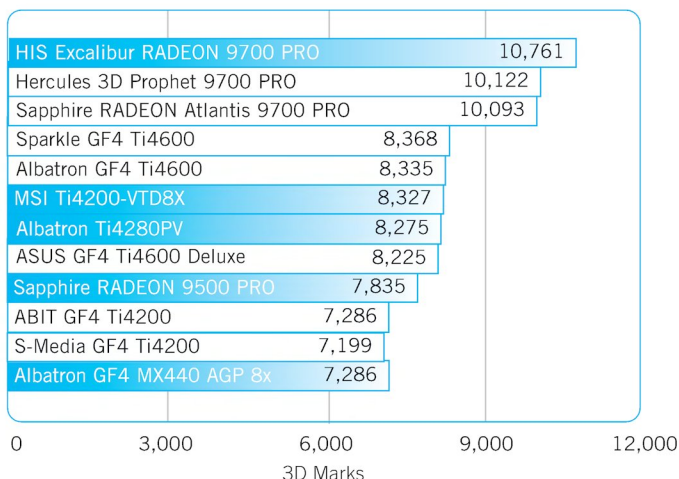 HIS Excalibur RADEON 9700 PRO 10,761
Hercules 3D Prophet 9700 PRO 10,122
Sapphire RADEON Atlantis 9700 PRO 10,093
Sparkle GF4 Ti4600 8,368
Albatron GF4 Ti4600 8,335
MSI Ti4200-VTD8X 8,327
Albatron Ti4280PV 8,275
ASUS GF4 Ti4600 Deluxe 8,225
Sapphire RADEON 9500 PRO 7,835
ABIT GF4 Ti4200 7,286
S-Media GF4 Ti4200 7,199
Albatron GF4 MX440 AGP 8x 7,286
0 3,000 6,000 9,000 12,000
3D Marks